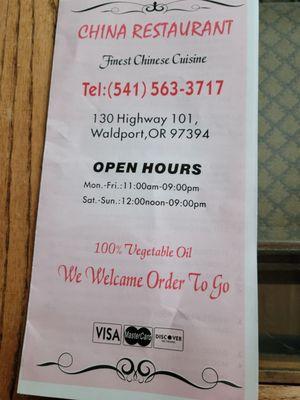 CHINA RESTAURANT
Finest Chinese Cuisine
Tel:(541) 563-3717
130 Highway 101,
Waldport,OR 97394
OPEN HOURS
Mon.-Fri.:11:00am-09:00pm
Sat.-Sun.:12:00noon-09:00pm
100% Vegetable Oil
We Welcome Order To Go
VISA MasterCard DISCOVER